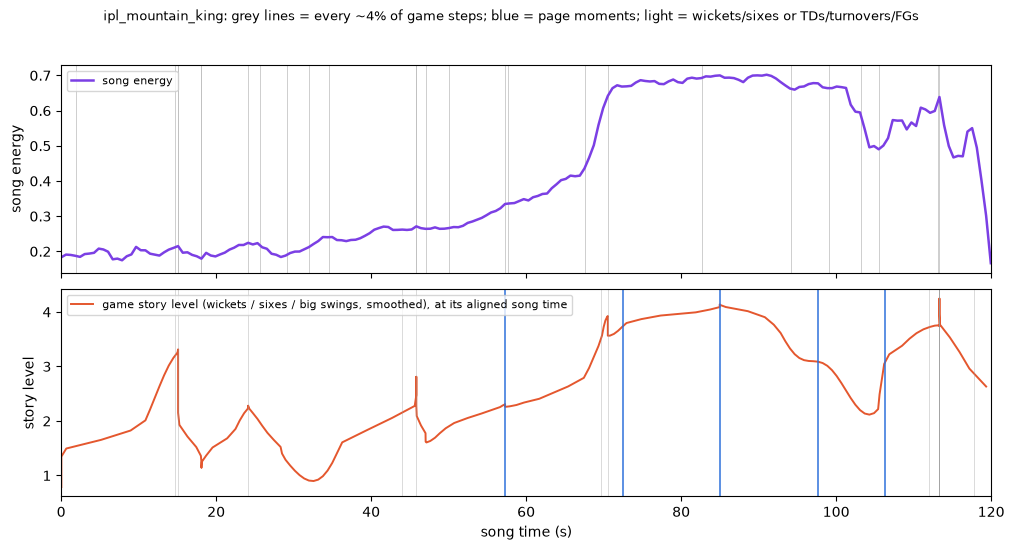 ipl_mountain_king: grey lines = every ~4% of game steps; blue = page moments; light = wickets/sixes or TDs/turnovers/FGs
song energy
0.7
0.6
0.5
0.4
0.3
0.2
song energy
game story level (wickets / sixes / big swings, smoothed), at its aligned song time
4
3
2
1
story level
0 20 40 60 80 100 120
song time (s)